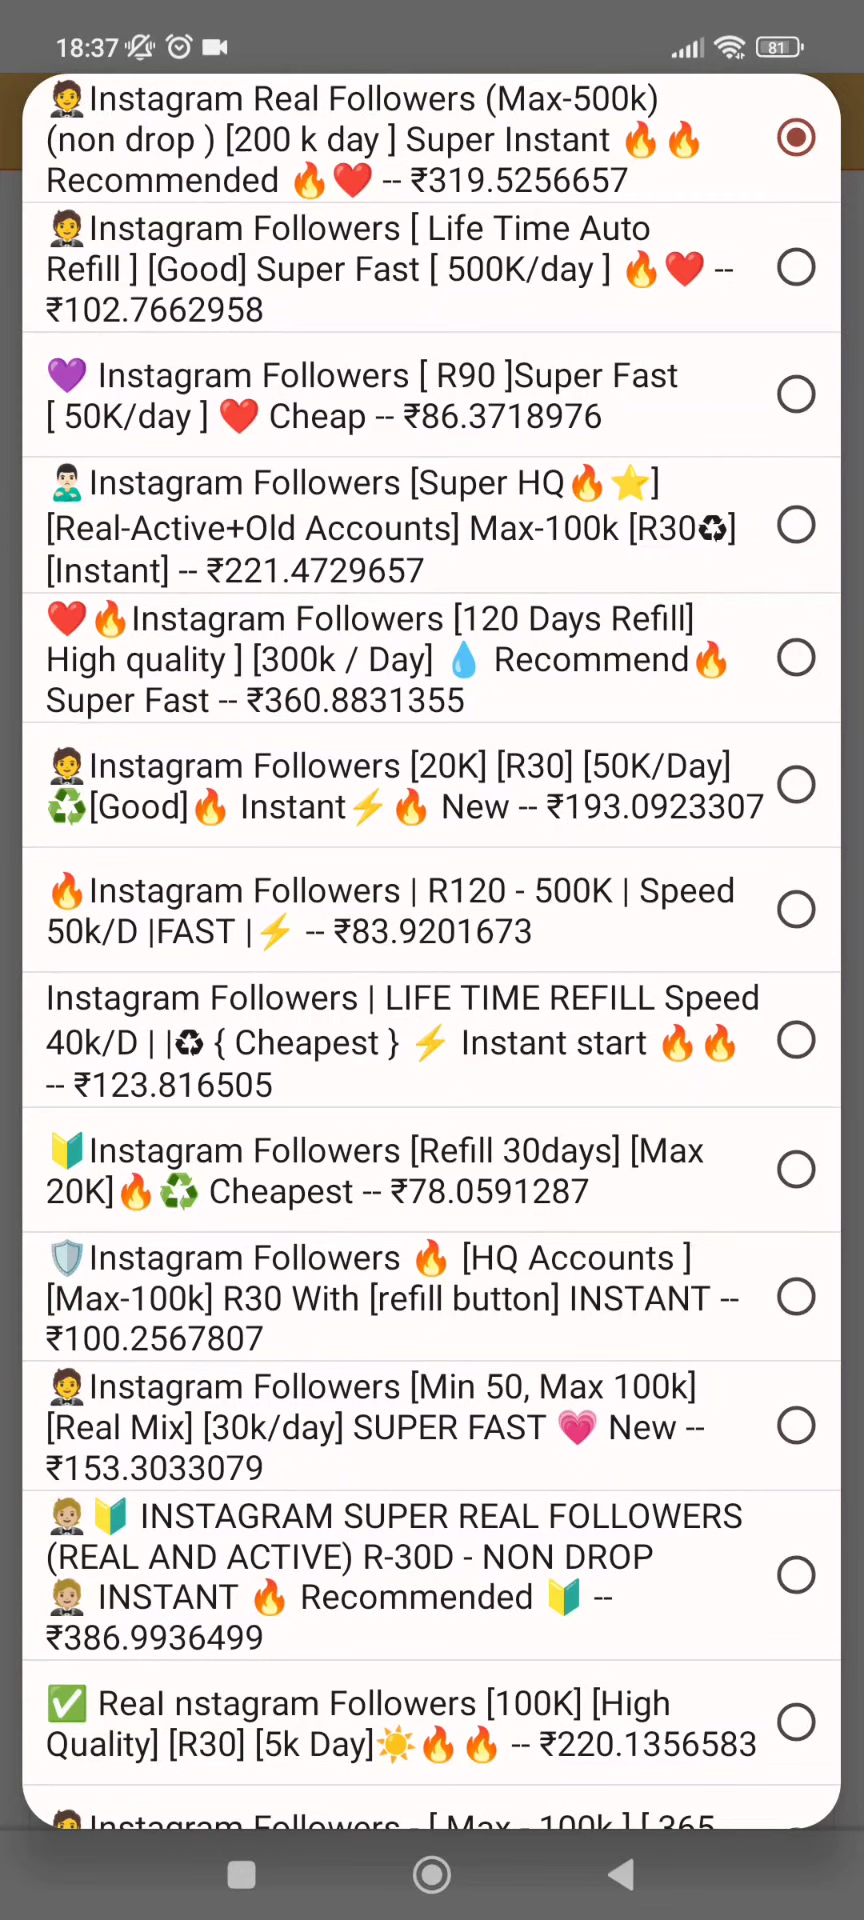 18:37
81
🤵Instagram Real Followers (Max-500k)
(non drop ) [200 k day ] Super Instant 🔥🔥
Recommended 🔥❤️ -- ₹319.5256657
🤵Instagram Followers [ Life Time Auto
Refill ] [Good] Super Fast [ 500K/day ] 🔥❤️ --
₹102.7662958
💜 Instagram Followers [ R90 ]Super Fast
[ 50K/day ] ❤️ Cheap -- ₹86.3718976
🙎🏻‍♂️Instagram Followers [Super HQ🔥⭐]
[Real-Active+Old Accounts] Max-100k [R30♻]
[Instant] -- ₹221.4729657
❤️🔥Instagram Followers [120 Days Refill]
High quality ] [300k / Day] 💧 Recommend🔥
Super Fast -- ₹360.8831355
🤵Instagram Followers [20K] [R30] [50K/Day]
♻️[Good]🔥 Instant⚡🔥 New -- ₹193.0923307
🔥Instagram Followers | R120 - 500K | Speed
50k/D |FAST |⚡ -- ₹83.9201673
Instagram Followers | LIFE TIME REFILL Speed
40k/D | |♻ { Cheapest } ⚡ Instant start 🔥🔥
-- ₹123.816505
🔰Instagram Followers [Refill 30days] [Max
20K]🔥♻️ Cheapest -- ₹78.0591287
🛡️Instagram Followers 🔥 [HQ Accounts ]
[Max-100k] R30 With [refill button] INSTANT --
₹100.2567807
🤵Instagram Followers [Min 50, Max 100k]
[Real Mix] [30k/day] SUPER FAST 💗 New --
₹153.3033079
🤵🏼🔰 INSTAGRAM SUPER REAL FOLLOWERS
(REAL AND ACTIVE) R-30D - NON DROP
🤵🏼 INSTANT 🔥 Recommended 🔰 --
₹386.9936499
✅ Real nstagram Followers [100K] [High
Quality] [R30] [5k Day]☀️🔥🔥 -- ₹220.1356583
🤵Instagram Followers - [ Max - 100k ] [ 365